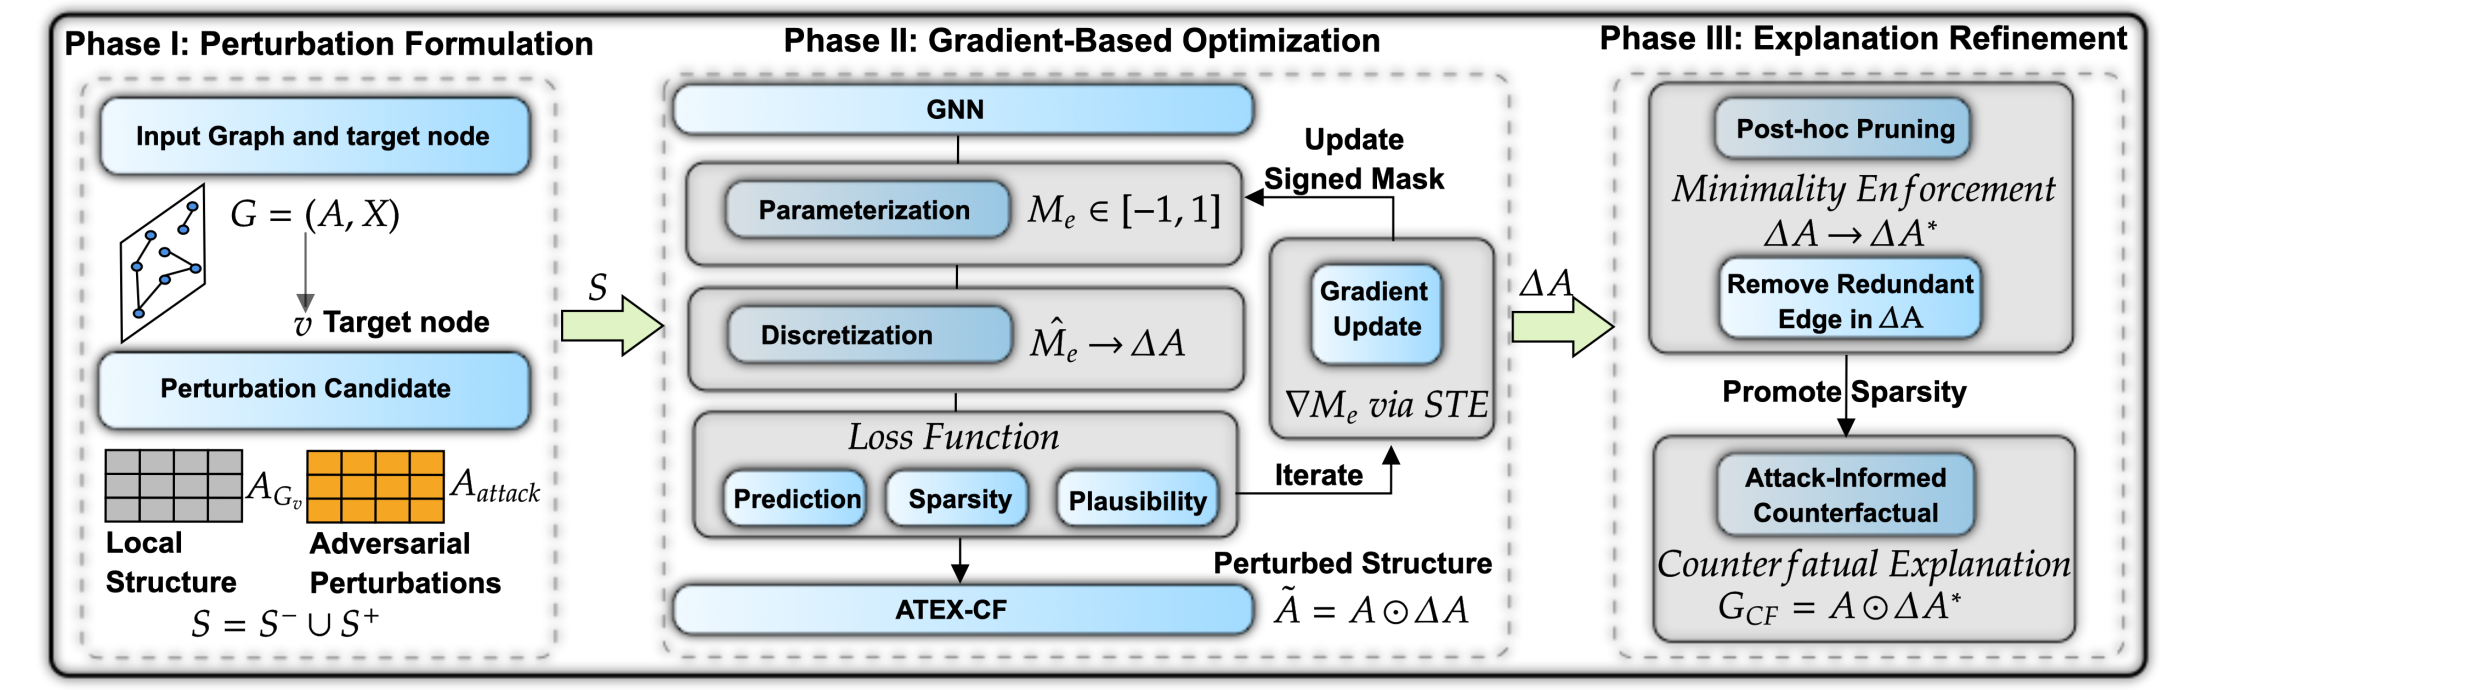 Phase I: Perturbation Formulation
Input Graph and target node
G = (A, X)
v Target node
Perturbation Candidate
A_{G_v}
A_{attack}
Local
Structure
Adversarial
Perturbations
S = S⁻ ∪ S⁺
S
Phase II: Gradient-Based Optimization
GNN
Parameterization
M_e ∈ [−1, 1]
Discretization
M̂_e → ΔA
Loss Function
Prediction
Sparsity
Plausibility
Update
Signed Mask
Gradient
Update
∇M_e via STE
Iterate
ATEX-CF
Perturbed Structure
Ã = A ⊙ ΔA
ΔA
Phase III: Explanation Refinement
Post-hoc Pruning
Minimality Enforcement
ΔA → ΔA*
Remove Redundant
Edge in ΔA
Promote Sparsity
Attack-Informed
Counterfactual
Counterfatual Explanation
G_{CF} = A ⊙ ΔA*